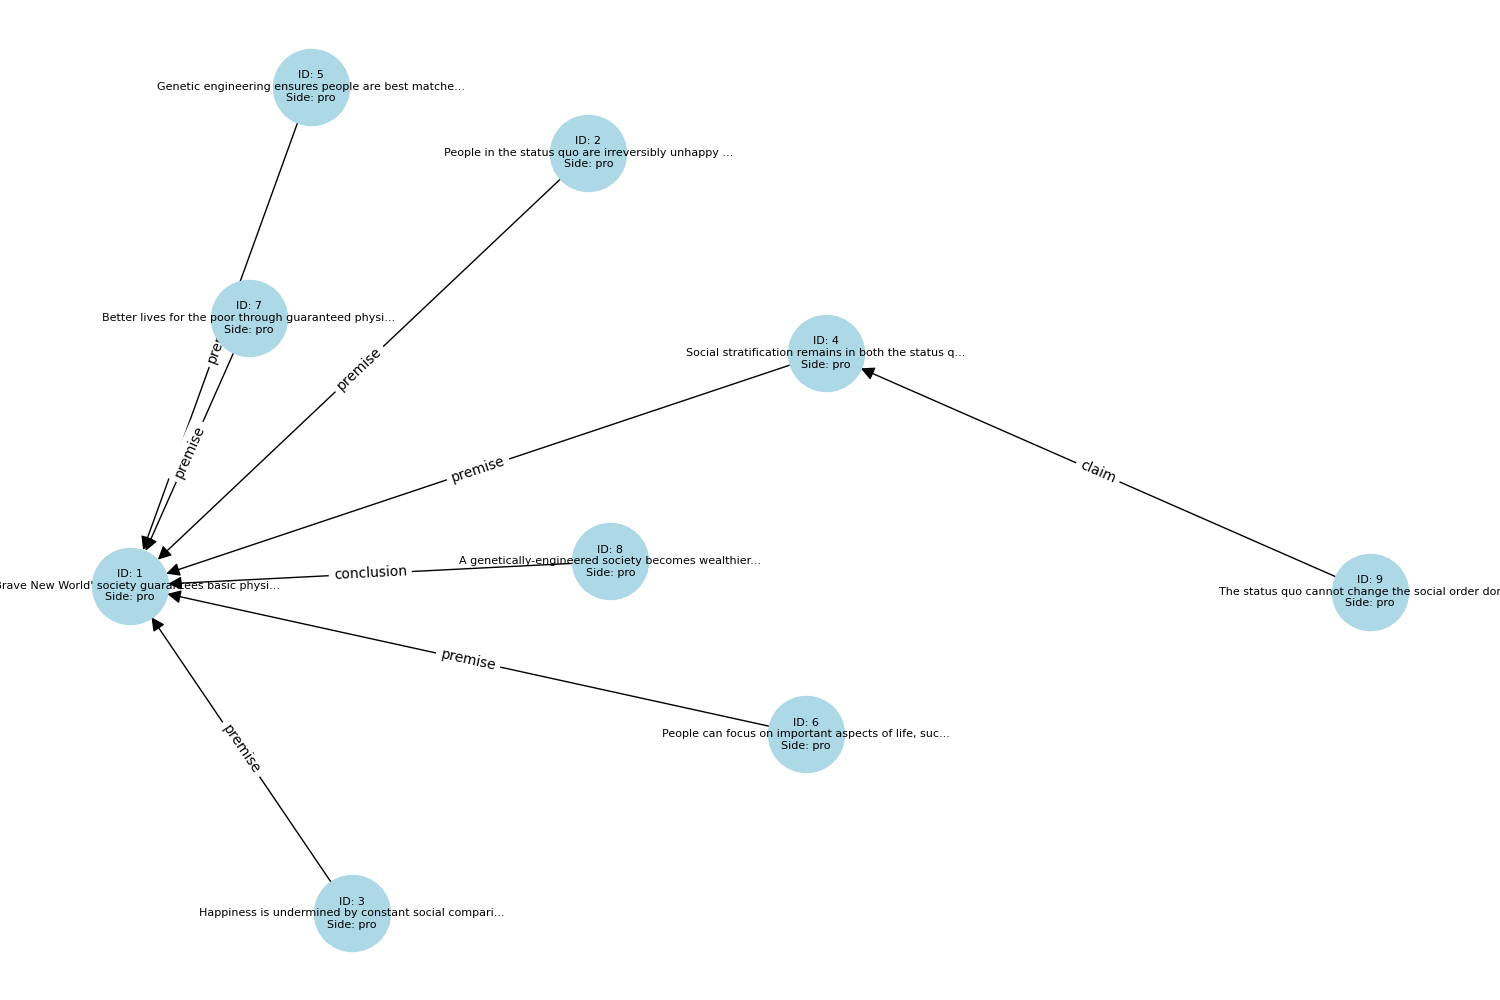 ID: 5
Genetic engineering ensures people are best matche...
Side: pro
ID: 2
People in the status quo are irreversibly unhappy ...
Side: pro
ID: 7
Better lives for the poor through guaranteed physi...
Side: pro
ID: 4
Social stratification remains in both the status q...
Side: pro
premise
premise
premise
claim
ID: 8
A genetically-engineered society becomes wealthier...
Side: pro
conclusion
ID: 1
Brave New World' society guarantees basic physi...
Side: pro
ID: 9
The status quo cannot change the social order
Side: pro
premise
ID: 6
People can focus on important aspects of life, suc...
Side: pro
premise
ID: 3
Happiness is undermined by constant social compari...
Side: pro